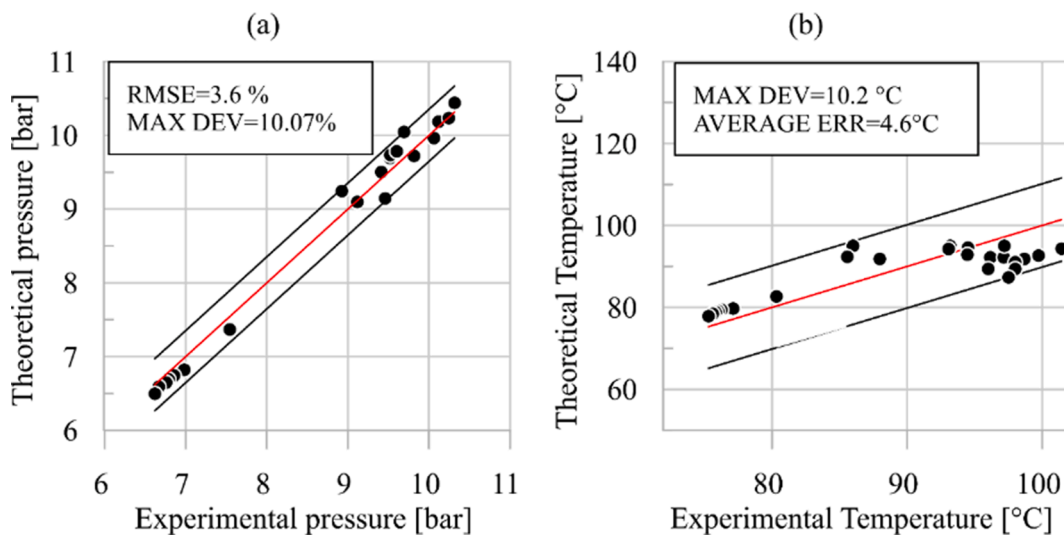 (a)
RMSE=3.6 %
MAX DEV=10.07%
Theoretical pressure [bar]
11
10
9
8
7
6
6 7 8 9 10 11
Experimental pressure [bar]
(b)
MAX DEV=10.2 °C
AVERAGE ERR=4.6°C
Theoretical Temperature [°C]
140
120
100
80
60
80 90 100
Experimental Temperature [°C]